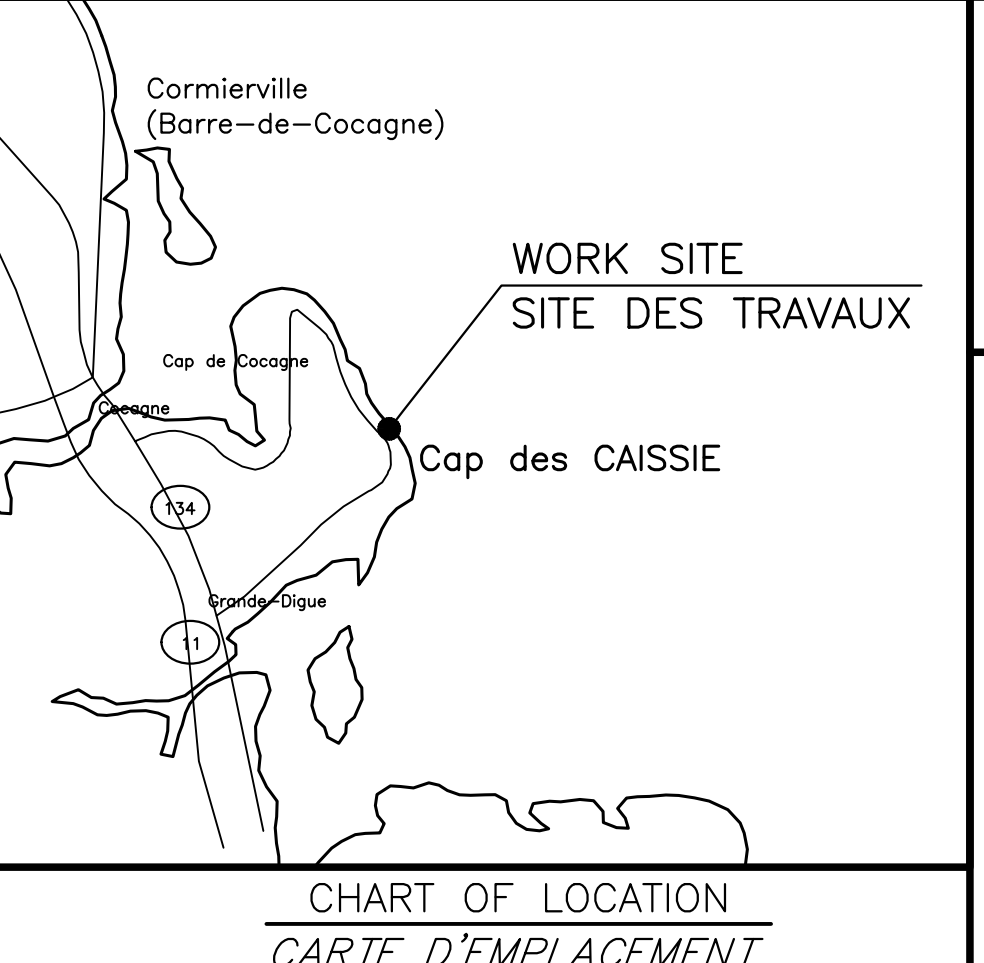 Cormierville
(Barre-de-Cocagne)
WORK SITE
SITE DES TRAVAUX
Cap de Cocagne
Cocagne
Cap des CAISSIE
134
Grande-Digue
11
CHART OF LOCATION
CARTE D'EMPLACEMENT